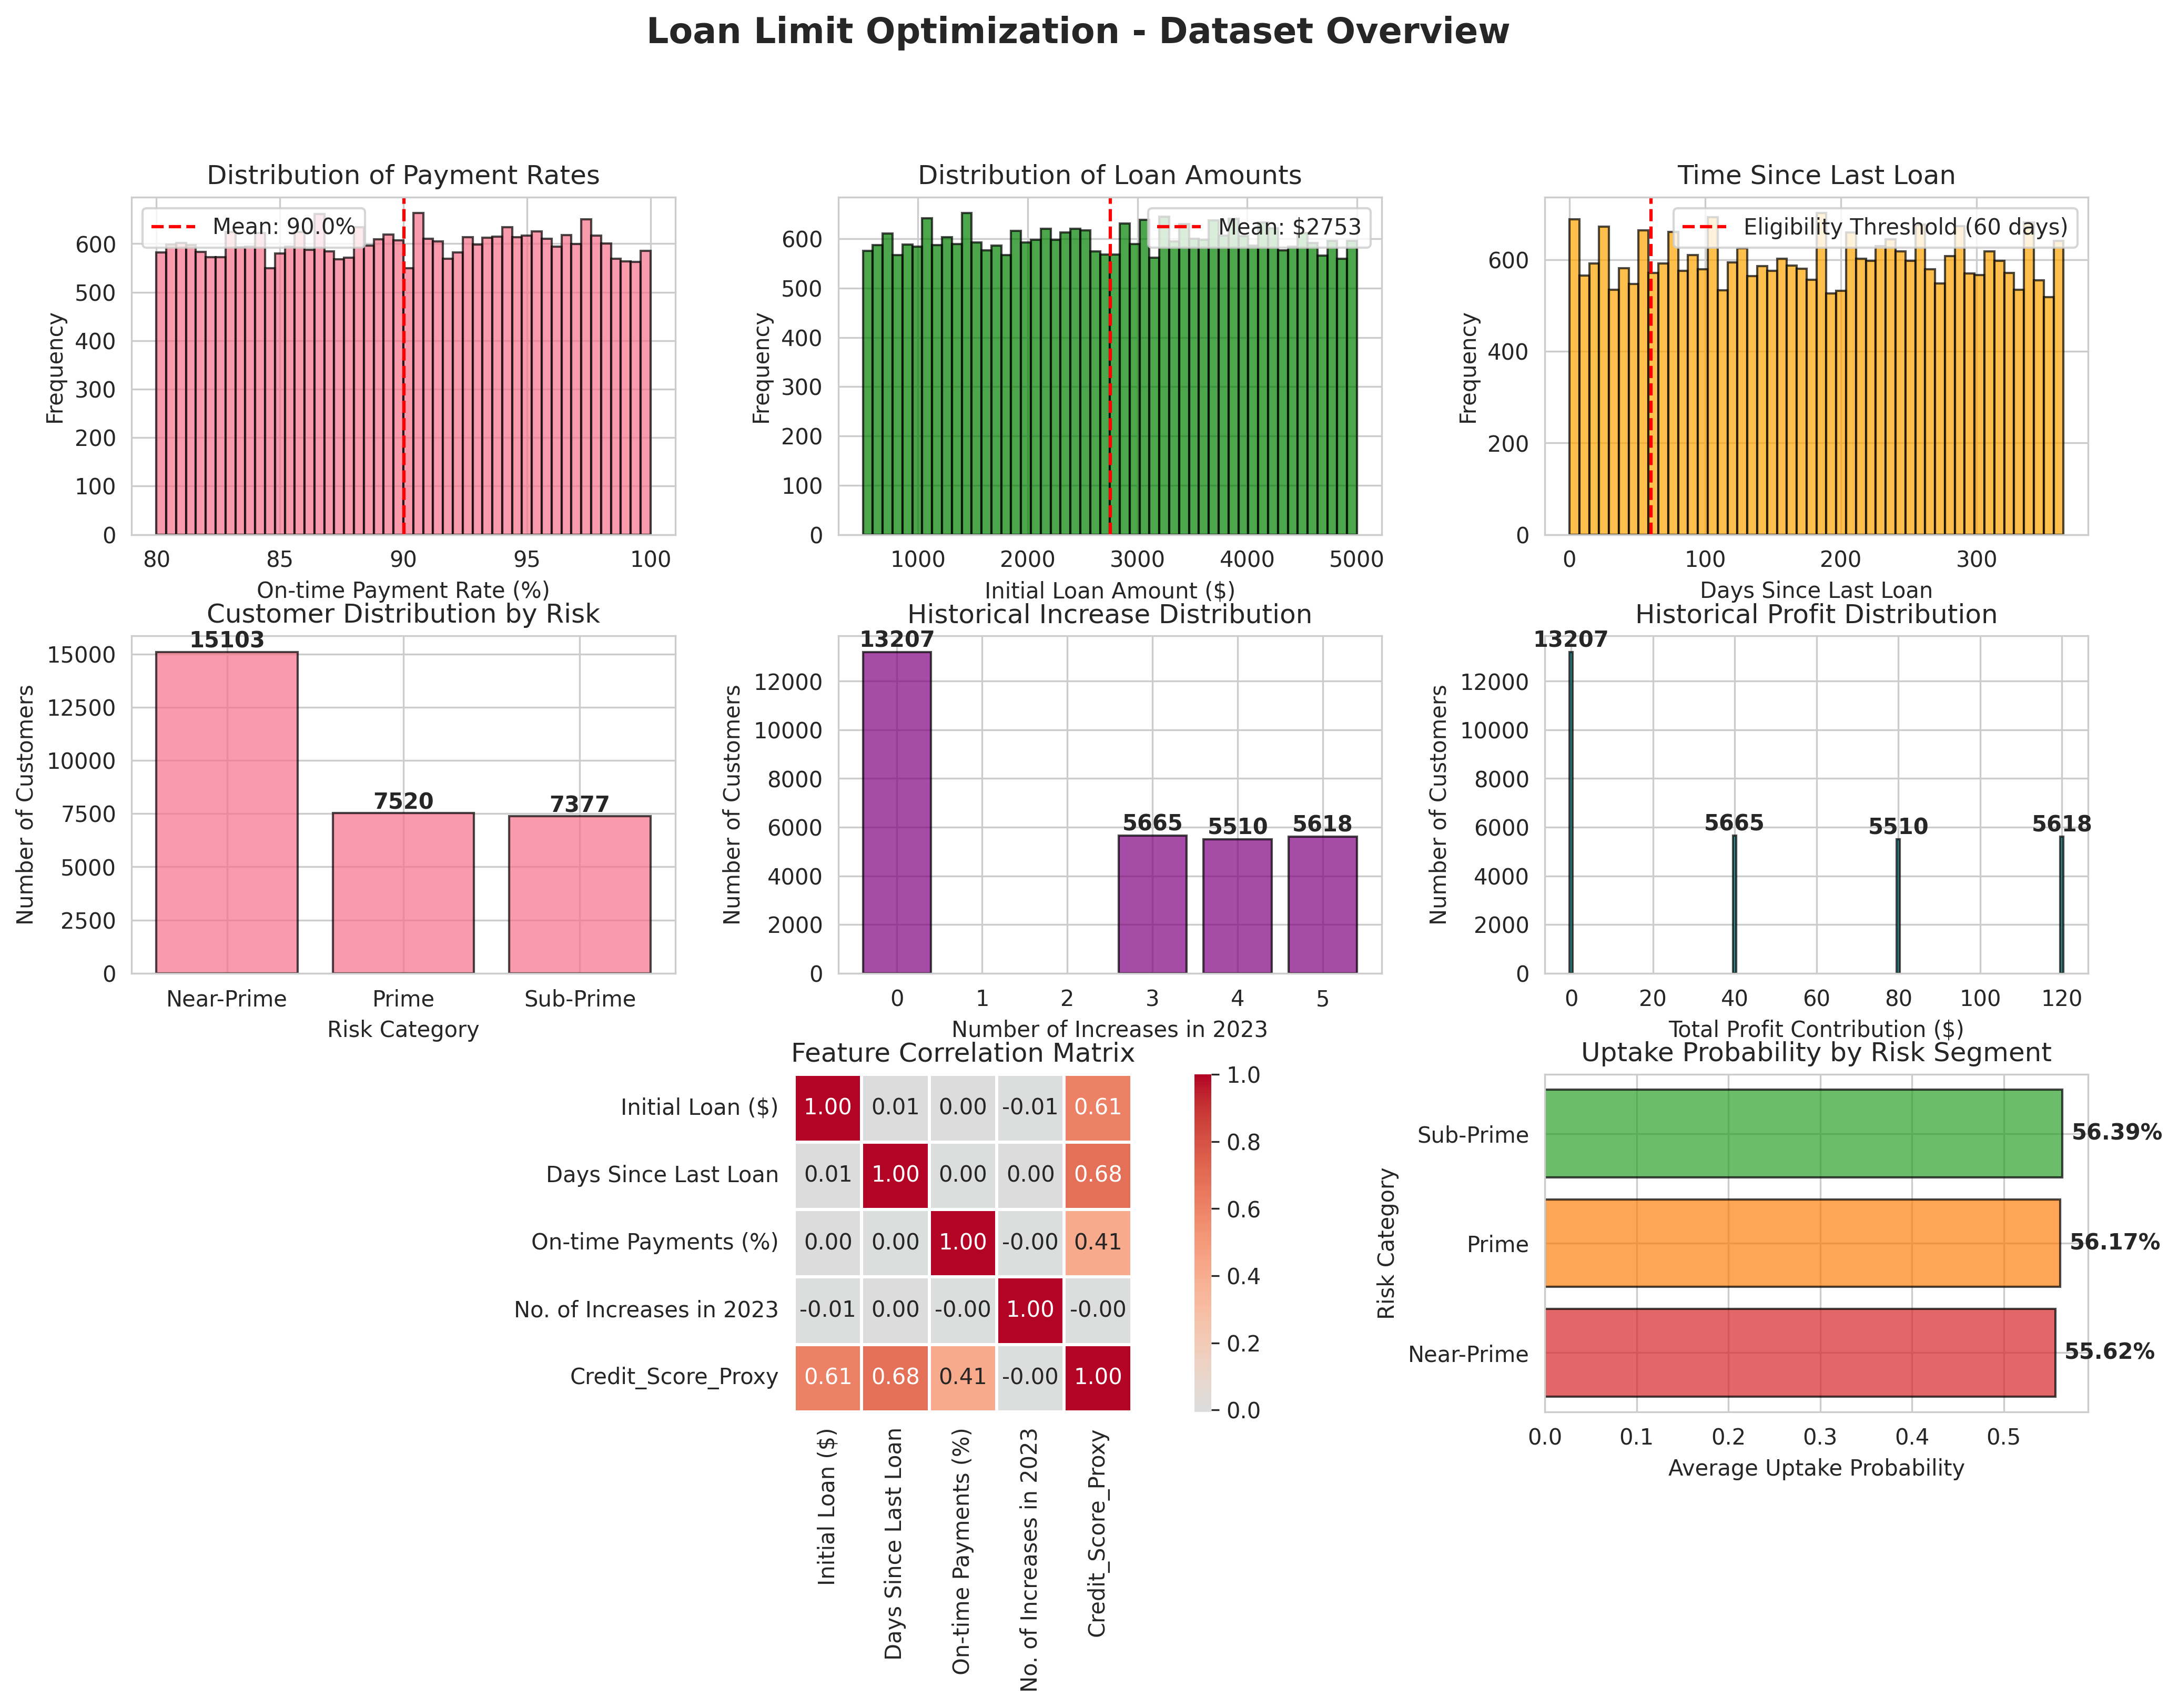 Loan Limit Optimization - Dataset Overview
Distribution of Payment Rates
Mean: 90.0%
Frequency
600
500
400
300
200
100
0
80 85 90 95 100
On-time Payment Rate (%)
Distribution of Loan Amounts
Mean: $2753
Frequency
600
500
400
300
200
100
0
1000 2000 3000 4000 5000
Initial Loan Amount ($)
Time Since Last Loan
Eligibility Threshold (60 days)
Frequency
600
400
200
0
0 100 200 300
Days Since Last Loan
Customer Distribution by Risk
Number of Customers
15000
12500
10000
7500
5000
2500
0
15103
7520
7377
Near-Prime Prime Sub-Prime
Risk Category
Historical Increase Distribution
Number of Customers
12000
10000
8000
6000
4000
2000
0
13207
5665
5510
5618
0 1 2 3 4 5
Number of Increases in 2023
Historical Profit Distribution
Number of Customers
12000
10000
8000
6000
4000
2000
0
13207
5665
5510
5618
0 20 40 60 80 100 120
Total Profit Contribution ($)
Feature Correlation Matrix
Initial Loan ($) 1.00 0.01 0.00 -0.01 0.61
Days Since Last Loan 0.01 1.00 0.00 0.00 0.68
On-time Payments (%) 0.00 0.00 1.00 -0.00 0.41
No. of Increases in 2023 -0.01 0.00 -0.00 1.00 -0.00
Credit_Score_Proxy 0.61 0.68 0.41 -0.00 1.00
Initial Loan ($)
Days Since Last Loan
On-time Payments (%)
No. of Increases in 2023
Credit_Score_Proxy
1.0
0.8
0.6
0.4
0.2
0.0
Uptake Probability by Risk Segment
Risk Category
Sub-Prime 56.39%
Prime 56.17%
Near-Prime 55.62%
0.0 0.1 0.2 0.3 0.4 0.5
Average Uptake Probability